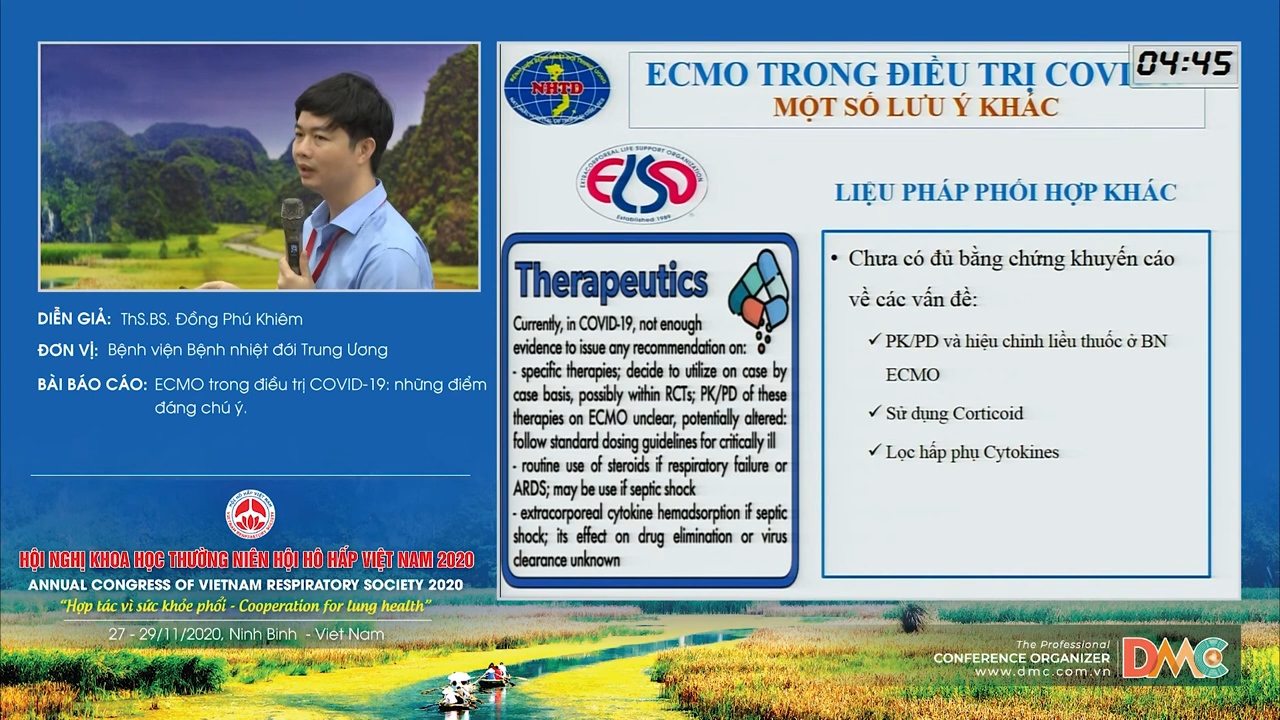 DIỄN GIẢ: ThS.BS. Đồng Phú Khiêm
ĐƠN VỊ: Bệnh viện Bệnh nhiệt đới Trung Ương
BÀI BÁO CÁO: ECMO trong điều trị COVID-19: những điểm
đáng chú ý.
HỘI HÔ HẤP VIỆT NAM
HỘI NGHỊ KHOA HỌC THƯỜNG NIÊN HỘI HÔ HẤP VIỆT NAM 2020
ANNUAL CONGRESS OF VIETNAM RESPIRATORY SOCIETY 2020
“Hợp tác vì sức khỏe phổi - Cooperation for lung health”
27 - 29/11/2020, Ninh Binh - Viet Nam
NHTD
ECMO TRONG ĐIỀU TRỊ COVI
04:45
MỘT SỐ LƯU Ý KHÁC
EXTRACORPOREAL LIFE SUPPORT ORGANIZATION
ELSO
Established 1989
LIỆU PHÁP PHỐI HỢP KHÁC
Therapeutics
Currently, in COVID-19, not enough
evidence to issue any recommendation on:
- specific therapies; decide to utilize on case by
case basis, possibly within RCTs; PK/PD of these
therapies on ECMO unclear, potentially altered:
follow standard dosing guidelines for critically ill
- routine use of steroids if respiratory failure or
ARDS; may be use if septic shock
- extracorporeal cytokine hemadsorption if septic
shock; its effect on drug elimination or virus
clearance unknown
• Chưa có đủ bằng chứng khuyến cáo
về các vấn đề:
✓ PK/PD và hiệu chỉnh liều thuốc ở BN
ECMO
✓ Sử dụng Corticoid
✓ Lọc hấp phụ Cytokines
The Professional
CONFERENCE ORGANIZER
www.dmc.com.vn
DMC